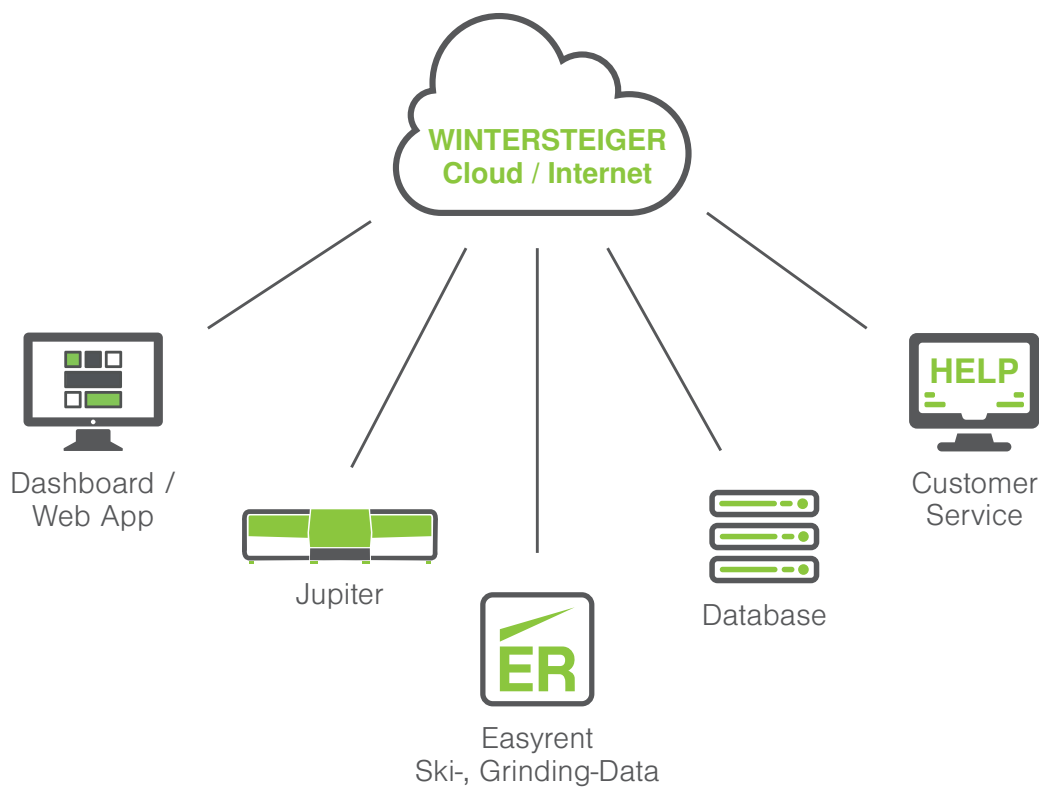 WINTERSTEIGER
Cloud / Internet
HELP
Dashboard /
Web App
Customer
Service
Jupiter
Database
ER
Easyrent
Ski-, Grinding-Data